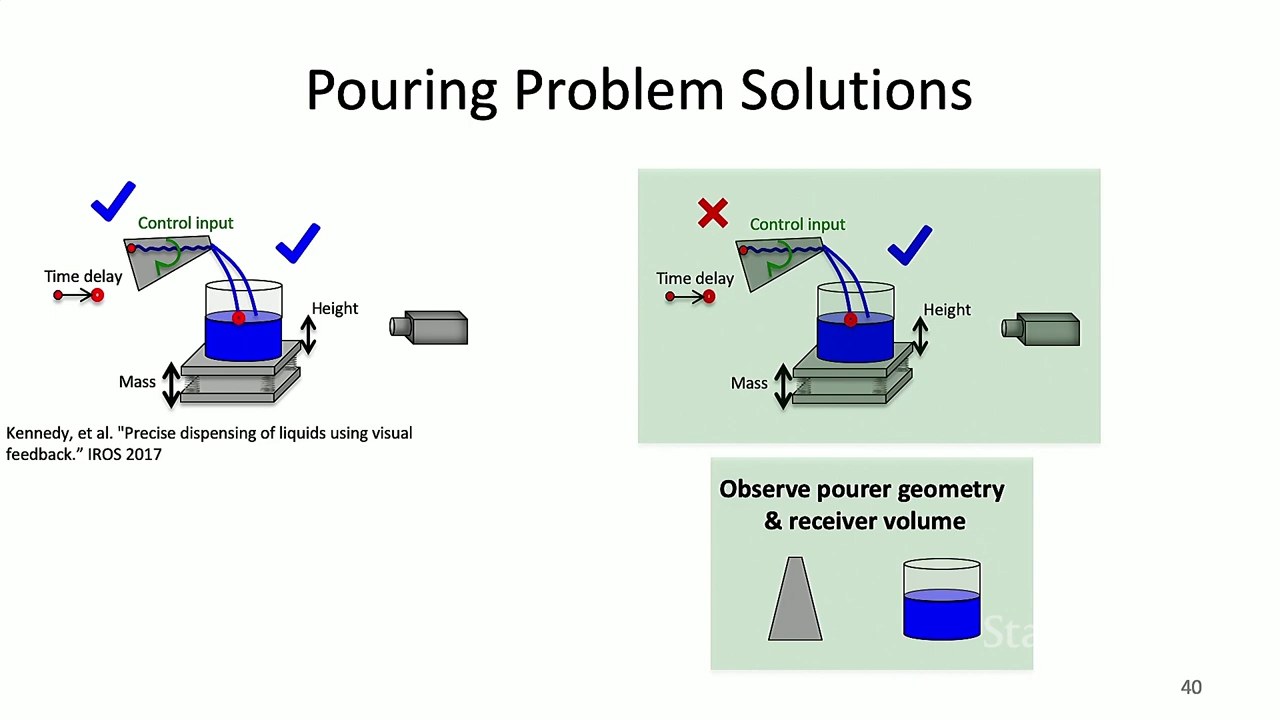 Pouring Problem Solutions
Control input
Time delay
Height
Mass
Kennedy, et al. "Precise dispensing of liquids using visual
feedback.” IROS 2017
Control input
Time delay
Height
Mass
Observe pourer geometry
& receiver volume
40